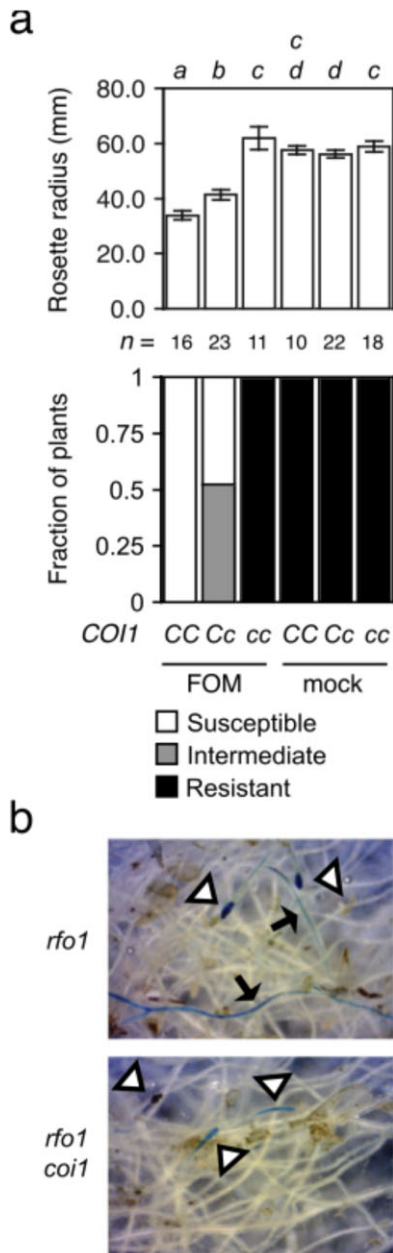 a
c
a b c d d c
80.0
60.0
40.0
20.0
0.0
Rosette radius (mm)
n = 16 23 11 10 22 18
1
0.75
0.5
0.25
0
Fraction of plants
COI1 CC Cc cc CC Cc cc
FOM mock
Susceptible
Intermediate
Resistant
b
rfo1
rfo1
coi1